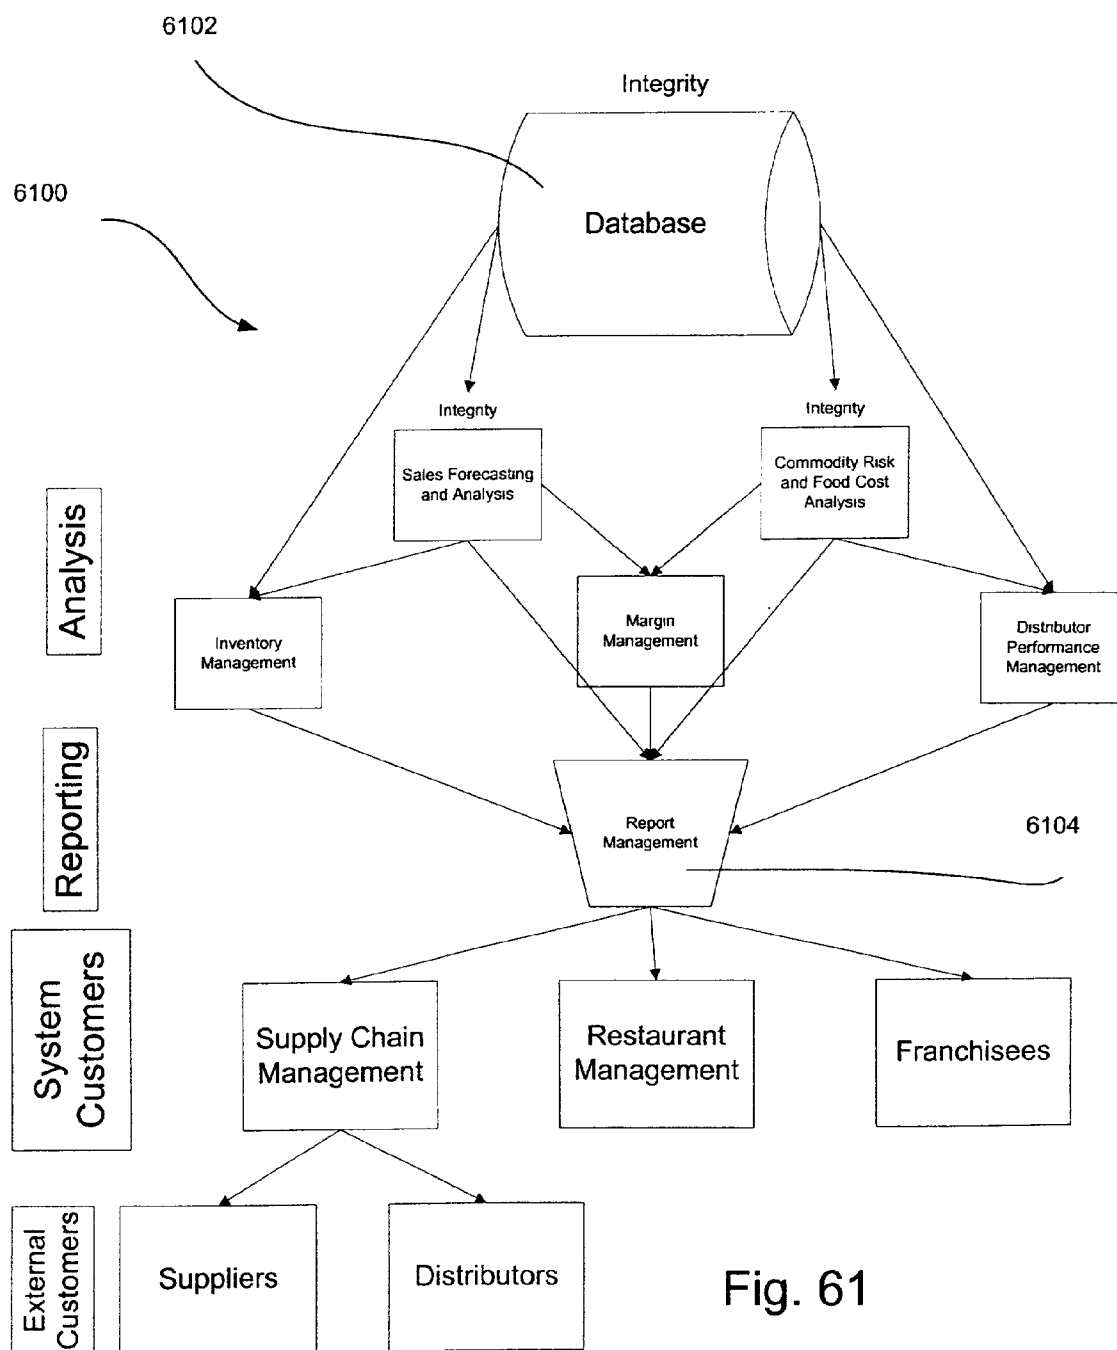 6102
Integrity
6100
Database
Integrity
Integrity
Sales Forecasting
and Analysis
Commodity Risk
and Food Cost
Analysis
Analysis
Inventory
Management
Margin
Management
Distributor
Performance
Management
Reporting
Report
Management
6104
System
Customers
Supply Chain
Management
Restaurant
Management
Franchisees
External
Customers
Suppliers
Distributors
Fig. 61